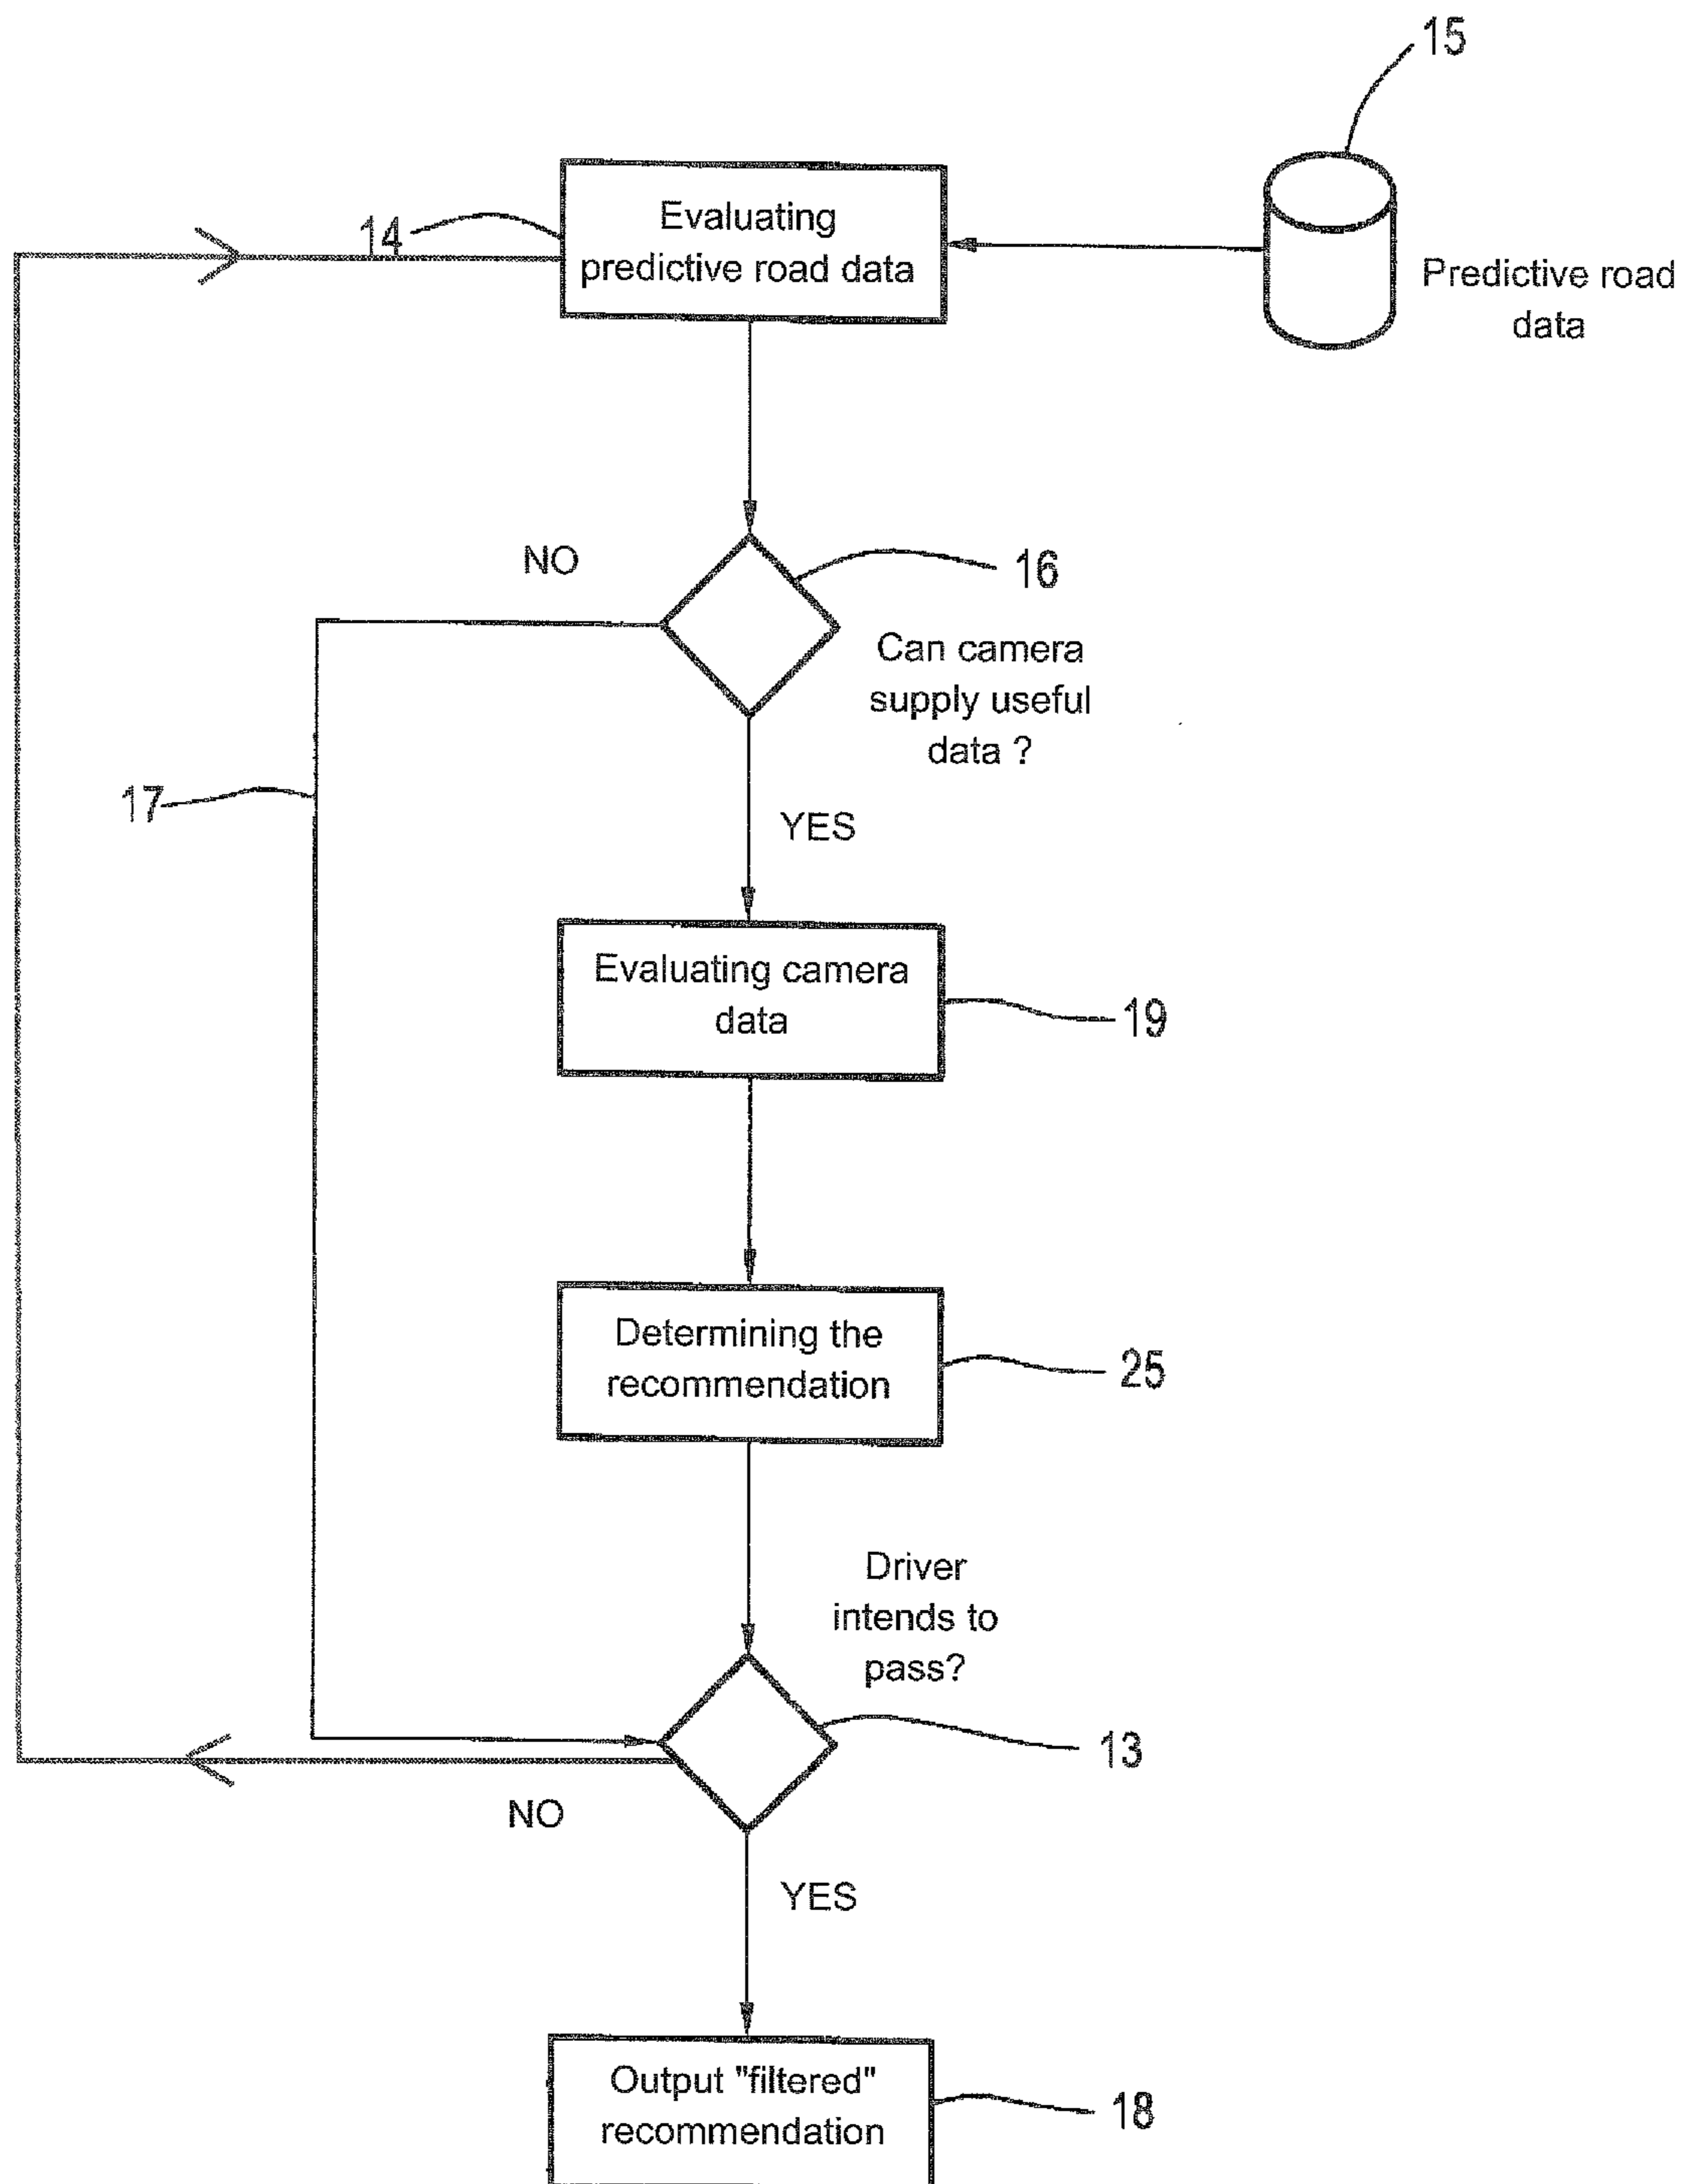 15
14
Evaluating
predictive road data
Predictive road
data
NO
16
Can camera
supply useful
data ?
17
YES
Evaluating camera
data
19
Determining the
recommendation
25
Driver
intends to
pass?
13
NO
YES
Output "filtered"
recommendation
18